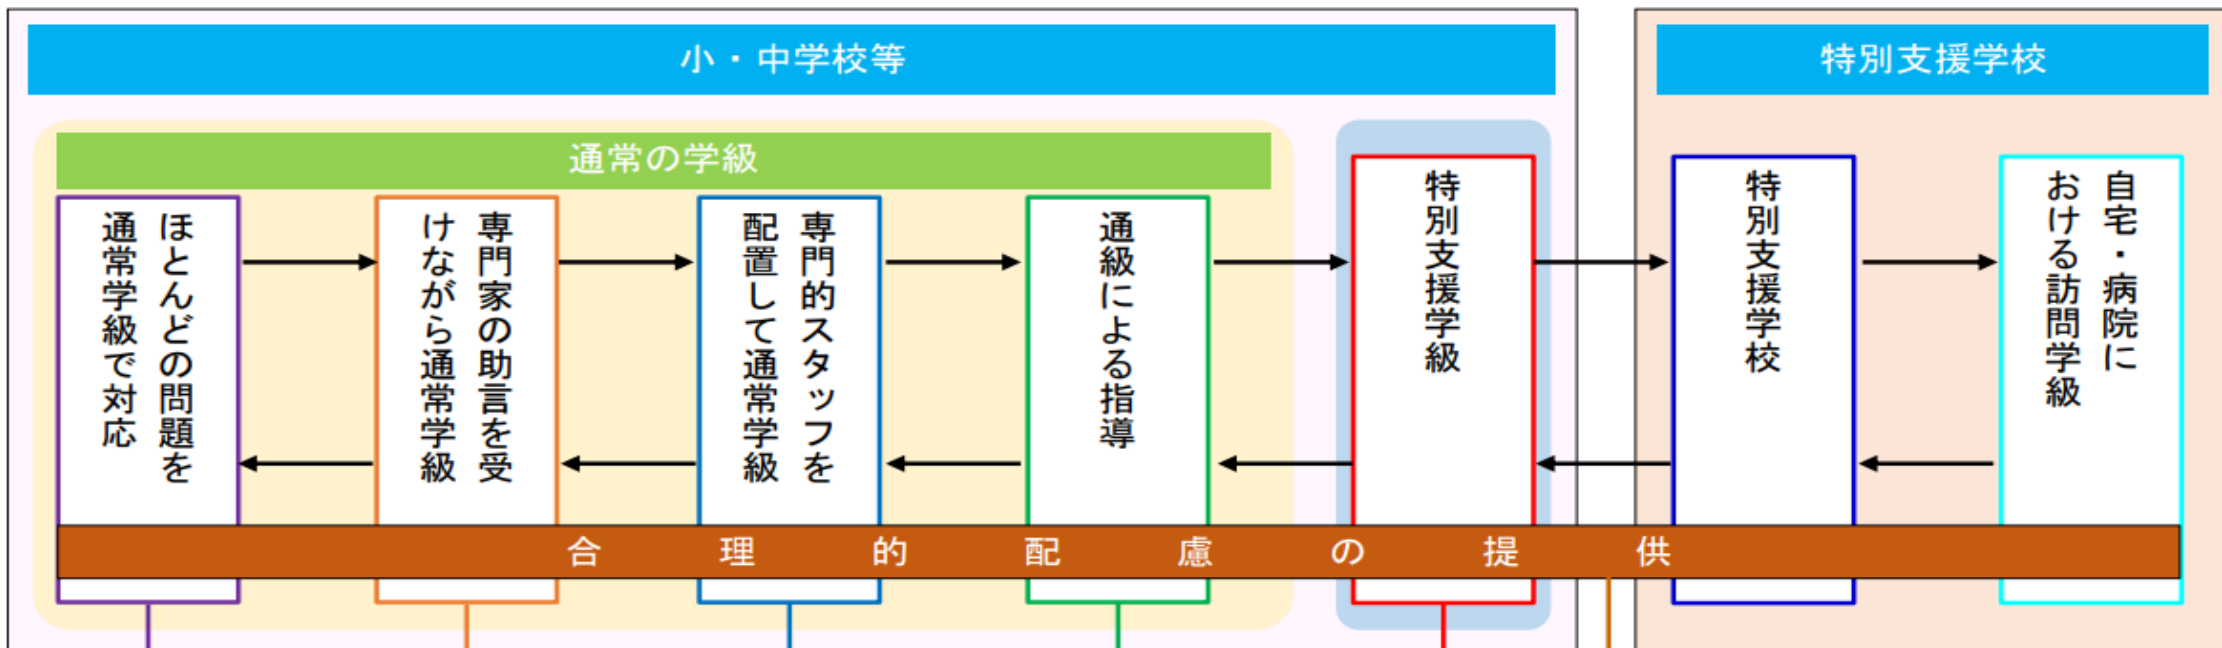 小・中学校等
特別支援学校
通常の学級
ほとんどの問題を
通常学級で対応
専門家の助言を受
けながら通常学級
専門的スタッフを
配置して通常学級
通級による指導
特別支援学級
特別支援学校
自宅・病院に
おける訪問学級
合理的配慮の提供